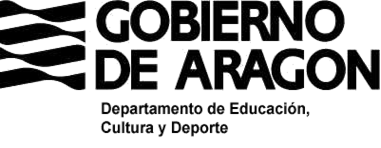 GOBIERNO
DE ARAGON
Departamento de Educación,
Cultura y Deporte